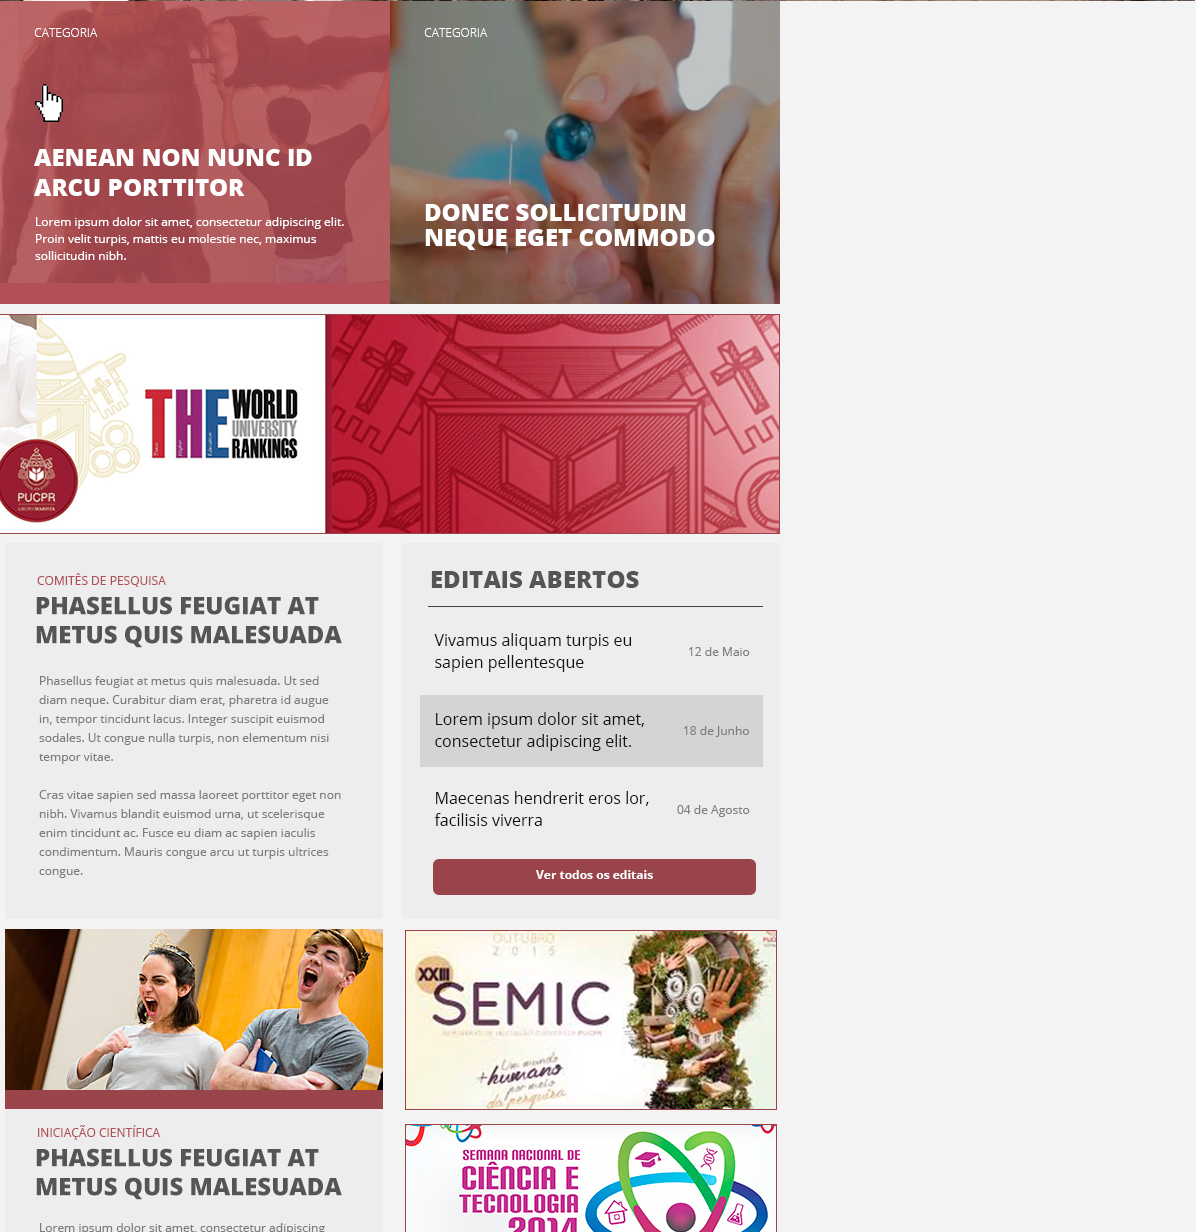 CATEGORIA
AENEAN NON NUNC ID
ARCU PORTTITOR
Lorem ipsum dolor sit amet, consectetur adipiscing elit.
Proin velit turpis, mattis eu molestie nec, maximus
sollicitudin nibh.
CATEGORIA
DONEC SOLLICITUDIN
NEQUE EGET COMMODO
PUCPR
GRUPO MARISTA
THE WORLD
UNIVERSITY
RANKINGS
Times
Higher
Education
COMITÊS DE PESQUISA
PHASELLUS FEUGIAT AT
METUS QUIS MALESUADA
Phasellus feugiat at metus quis malesuada. Ut sed
diam neque. Curabitur diam erat, pharetra id augue
in, tempor tincidunt lacus. Integer suscipit euismod
sodales. Ut congue nulla turpis, non elementum nisi
tempor vitae.
Cras vitae sapien sed massa laoreet porttitor eget non
nibh. Vivamus blandit euismod urna, ut scelerisque
enim tincidunt ac. Fusce eu diam ac sapien iaculis
condimentum. Mauris congue arcu ut turpis ultrices
congue.
EDITAIS ABERTOS
Vivamus aliquam turpis eu
sapien pellentesque
12 de Maio
Lorem ipsum dolor sit amet,
consectetur adipiscing elit.
18 de Junho
Maecenas hendrerit eros lor,
facilisis viverra
04 de Agosto
Ver todos os editais
INICIAÇÃO CIENTÍFICA
PHASELLUS FEUGIAT AT
METUS QUIS MALESUADA
Lorem ipsum dolor sit amet, consectetur adipiscing
OUTUBRO
2015
XXIII
SEMIC
SEMINÁRIO DE INICIAÇÃO CIENTÍFICA PUCPR
Um mundo
+humano
por meio
da pesquisa
SEMANA NACIONAL DE
CIÊNCIA E
TECNOLOGIA
2014